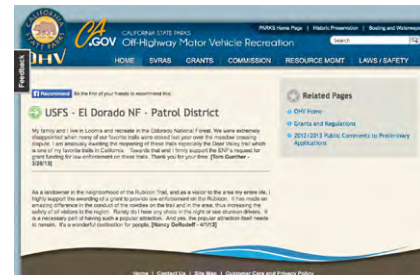 PARKS Home Page | Historic Preservation | Boating and Waterways
CALIFORNIA STATE PARKS
CA.GOV Off-Highway Motor Vehicle Recreation
Search
OHV
HOME SVRAS GRANTS COMMISSION RESOURCE MGMT LAWS / SAFETY
Feedback
Recommend Be the first of your friends to recommend this.
USFS - El Dorado NF - Patrol District
My family and I live in Loomis and recreate in the Eldorado National Forest. We were extremely
disappointed when many of our favorite trails were closed last year over the meadow crossing
dispute. I am anxiously awaiting the reopening of these trails especially the Deer Valley trail which
is one of my favorite trails in California. Towards that end I firmly support the ENF's request for
grant funding for law enforcement on these trails. Thank you for your time. [Tom Gunther -
3/28/13]
As a landowner in the neighborhood of the Rubicon Trail, and as a visitor to the area my entire life, I
highly support the awarding of a grant to provide law enforcement on the Rubicon. It has made an
amazing difference in the conduct of the rowdies on the trail and in the area, thus increasing the
safety of all visitors in the region. Rarely do I hear any shots in the night or see drunken drivers. It
is a necessary part of having such a popular attraction. And yes, the popular attraction itself needs
to remain. It's a wonderful destination for people. [Nancy DeRodeff - 4/1/13]
Related Pages
OHV Home
Grants and Regulations
2012-2013 Public Comments to Preliminary
Applications
Home | Contact Us | Site Map | Customer Care and Privacy Policy